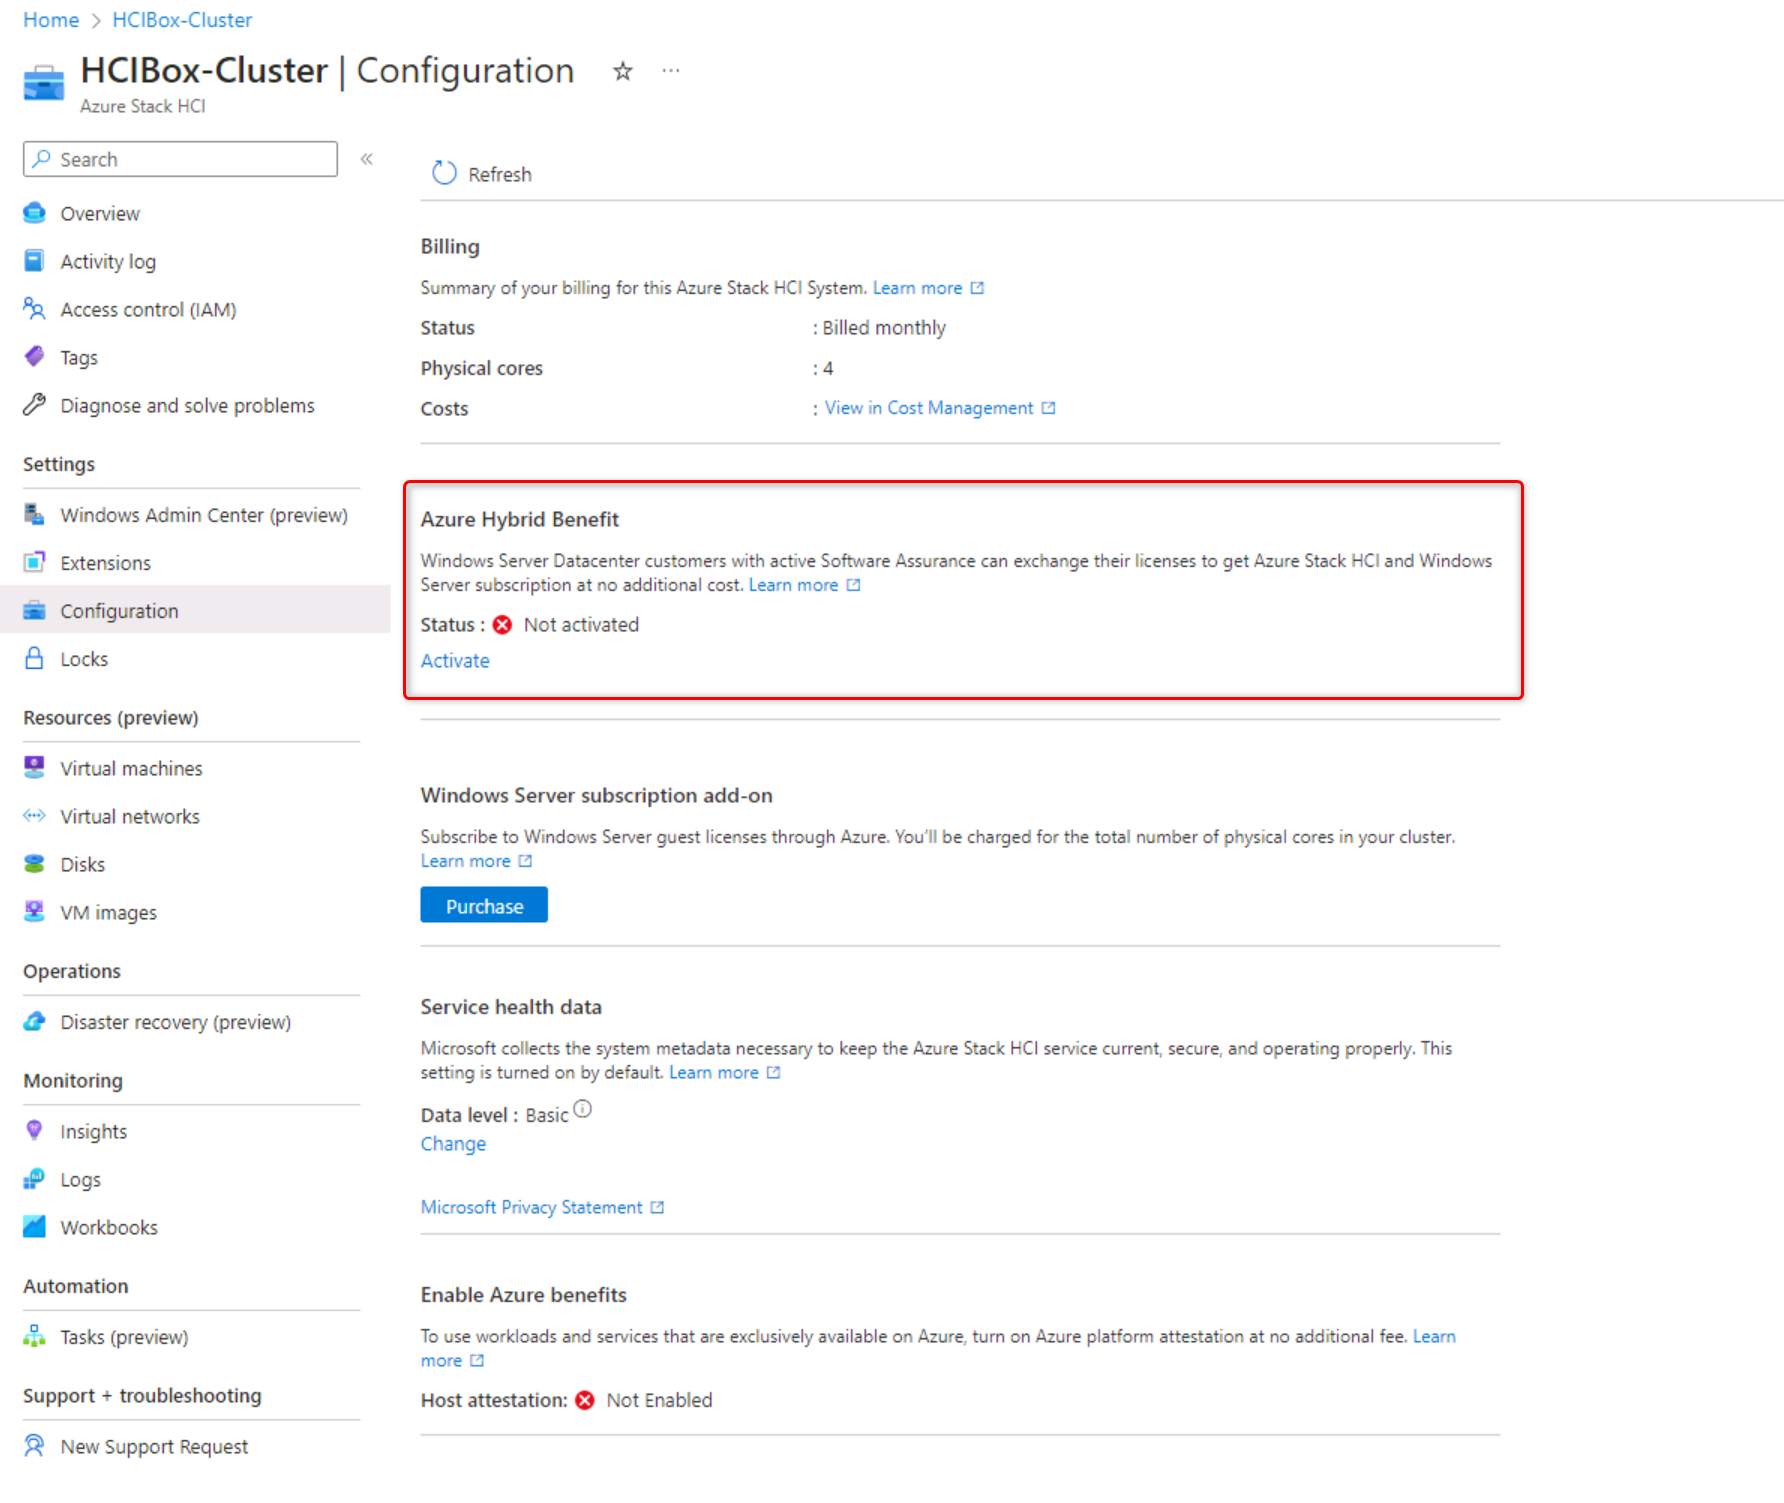 Home > HCIBox-Cluster
HCIBox-Cluster | Configuration
Azure Stack HCI
Search
Overview
Activity log
Access control (IAM)
Tags
Diagnose and solve problems
Settings
Windows Admin Center (preview)
Extensions
Configuration
Locks
Resources (preview)
Virtual machines
Virtual networks
Disks
VM images
Operations
Disaster recovery (preview)
Monitoring
Insights
Logs
Workbooks
Automation
Tasks (preview)
Support + troubleshooting
New Support Request
Refresh
Billing
Summary of your billing for this Azure Stack HCI System. Learn more
Status : Billed monthly
Physical cores : 4
Costs : View in Cost Management
Azure Hybrid Benefit
Windows Server Datacenter customers with active Software Assurance can exchange their licenses to get Azure Stack HCI and Windows
Server subscription at no additional cost. Learn more
Status : Not activated
Activate
Windows Server subscription add-on
Subscribe to Windows Server guest licenses through Azure. You'll be charged for the total number of physical cores in your cluster.
Learn more
Purchase
Service health data
Microsoft collects the system metadata necessary to keep the Azure Stack HCI service current, secure, and operating properly. This
setting is turned on by default. Learn more
Data level : Basic
Change
Microsoft Privacy Statement
Enable Azure benefits
To use workloads and services that are exclusively available on Azure, turn on Azure platform attestation at no additional fee. Learn
more
Host attestation: Not Enabled